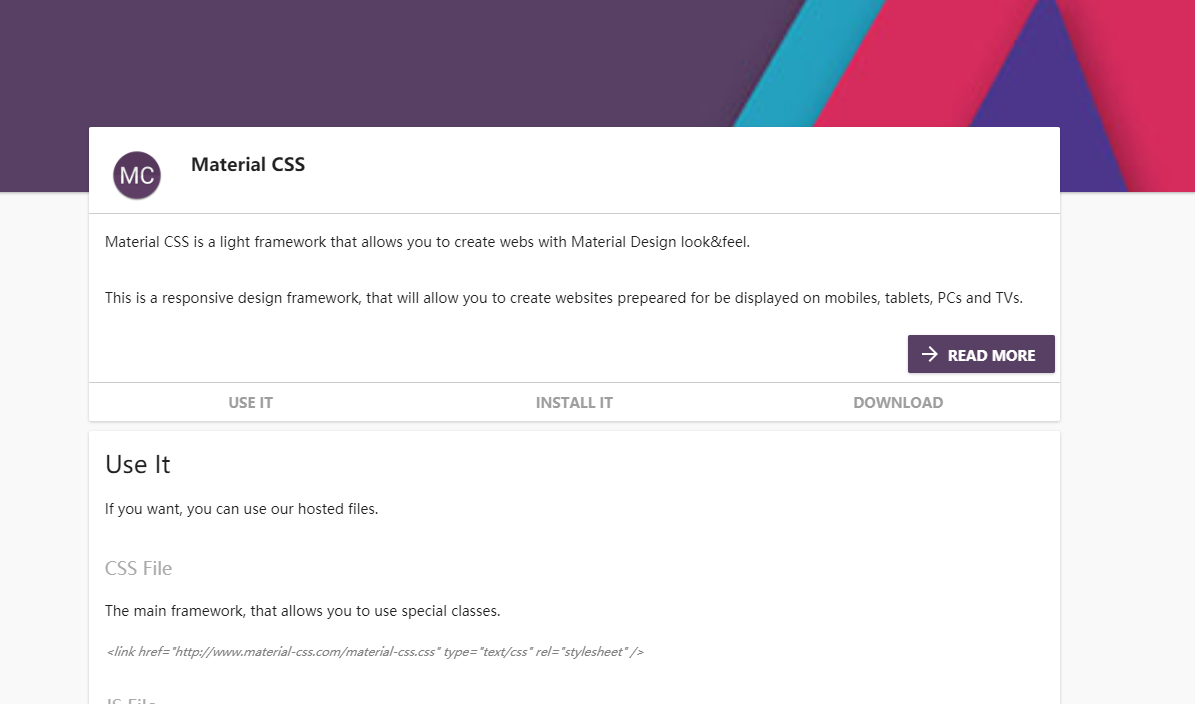 MC
Material CSS
Material CSS is a light framework that allows you to create webs with Material Design look&feel.
This is a responsive design framework, that will allow you to create websites prepeared for be displayed on mobiles, tablets, PCs and TVs.
READ MORE
USE IT
INSTALL IT
DOWNLOAD
Use It
If you want, you can use our hosted files.
CSS File
The main framework, that allows you to use special classes.
<link href="http://www.material-css.com/material-css.css" type="text/css" rel="stylesheet" />
JS File